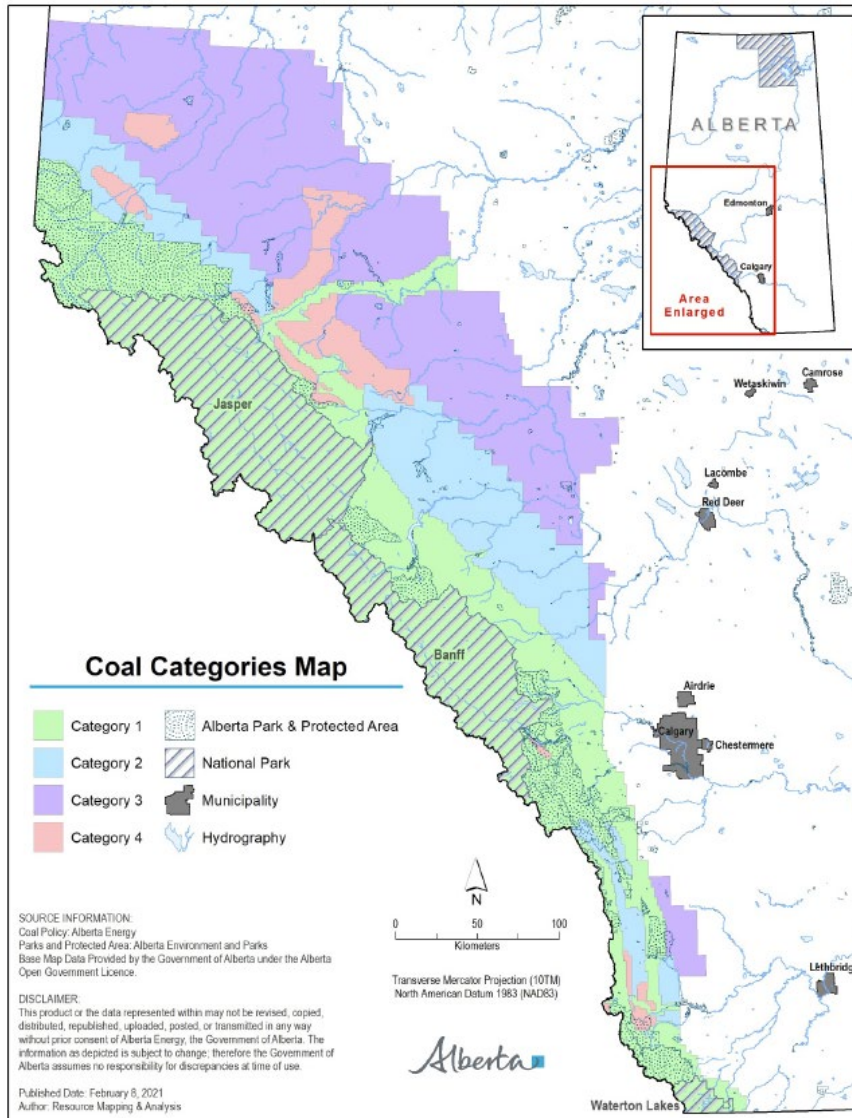 ALBERTA
Edmonton
Calgary
Area
Enlarged
Camrose
Wetaskiwin
Jasper
Lacombe
Red Deer
Banff
Coal Categories Map
Category 1
Alberta Park & Protected Area
Category 2
National Park
Category 3
Municipality
Category 4
Hydrography
Airdrie
Calgary
Chestermere
N
0 50 100
Kilometers
Transverse Mercator Projection (10TM)
North American Datum 1983 (NAD83)
Lethbridge
SOURCE INFORMATION:
Coal Policy: Alberta Energy
Parks and Protected Area: Alberta Environment and Parks
Base Map Data Provided by the Government of Alberta under the Alberta
Open Government Licence.
DISCLAIMER:
This product or the data represented within may not be revised, copied,
distributed, republished, uploaded, posted, or transmitted in any way
without prior consent of Alberta Energy, the Government of Alberta. The
information as depicted is subject to change; therefore the Government of
Alberta assumes no responsibility for discrepancies at time of use.
Published Date: February 8, 2021
Author: Resource Mapping & Analysis
Alberta
Waterton Lakes